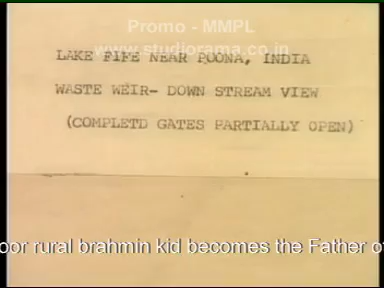 Promo - MMPL
www.studiorama.co.in
LAKE FIFE NEAR POONA, INDIA
WASTE WEIR- DOWN STREAM VIEW
(COMPLETD GATES PARTIALLY OPEN)
oor rural brahmin kid becomes the Father of